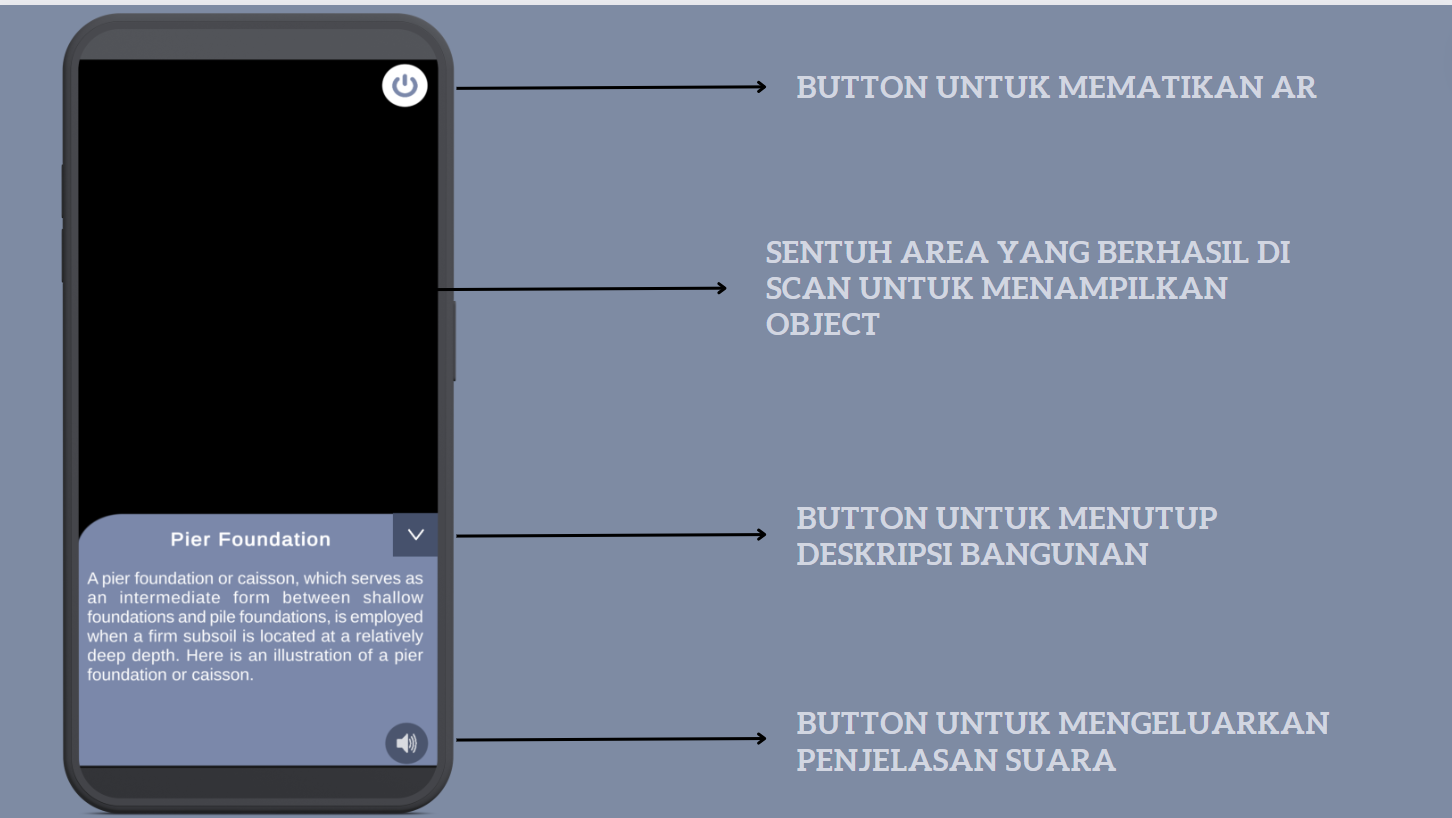 BUTTON UNTUK MEMATIKAN AR
SENTUH AREA YANG BERHASIL DI
SCAN UNTUK MENAMPILKAN
OBJECT
BUTTON UNTUK MENUTUP
DESKRIPSI BANGUNAN
Pier Foundation
A pier foundation or caisson, which serves as
an intermediate form between shallow
foundations and pile foundations, is employed
when a firm subsoil is located at a relatively
deep depth. Here is an illustration of a pier
foundation or caisson.
BUTTON UNTUK MENGELUARKAN
PENJELASAN SUARA